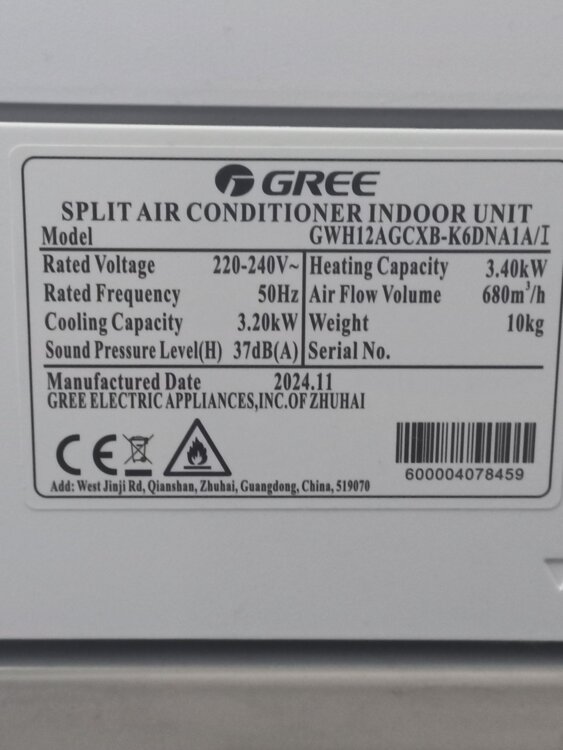 GREE
SPLIT AIR CONDITIONER INDOOR UNIT
Model GWH12AGCXB-K6DNA1A/I
Rated Voltage 220-240V~
Rated Frequency 50Hz
Cooling Capacity 3.20kW
Sound Pressure Level(H) 37dB(A)
Heating Capacity 3.40kW
Air Flow Volume 680m³/h
Weight 10kg
Serial No.
Manufactured Date 2024.11
GREE ELECTRIC APPLIANCES,INC.OF ZHUHAI
CE
600004078459
Add: West Jinji Rd, Qianshan, Zhuhai, Guangdong, China, 519070